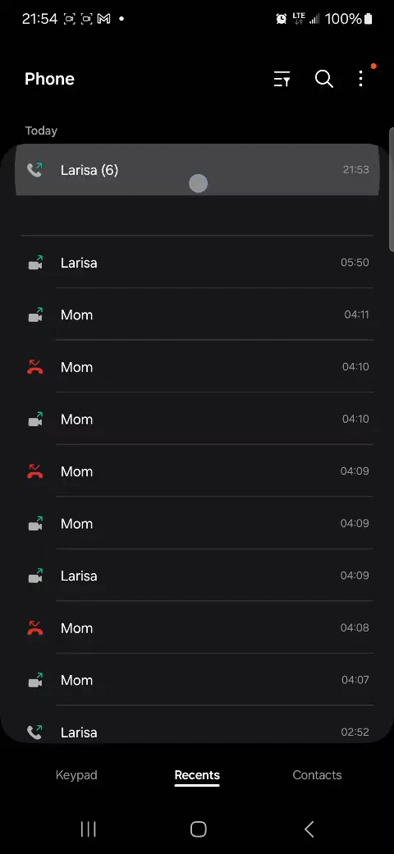 21:54 LTE 100%
Phone
Today
Larisa (6) 21:53
Larisa 05:50
Mom 04:11
Mom 04:10
Mom 04:10
Mom 04:09
Mom 04:09
Larisa 04:09
Mom 04:08
Mom 04:07
Larisa 02:52
Keypad Recents Contacts